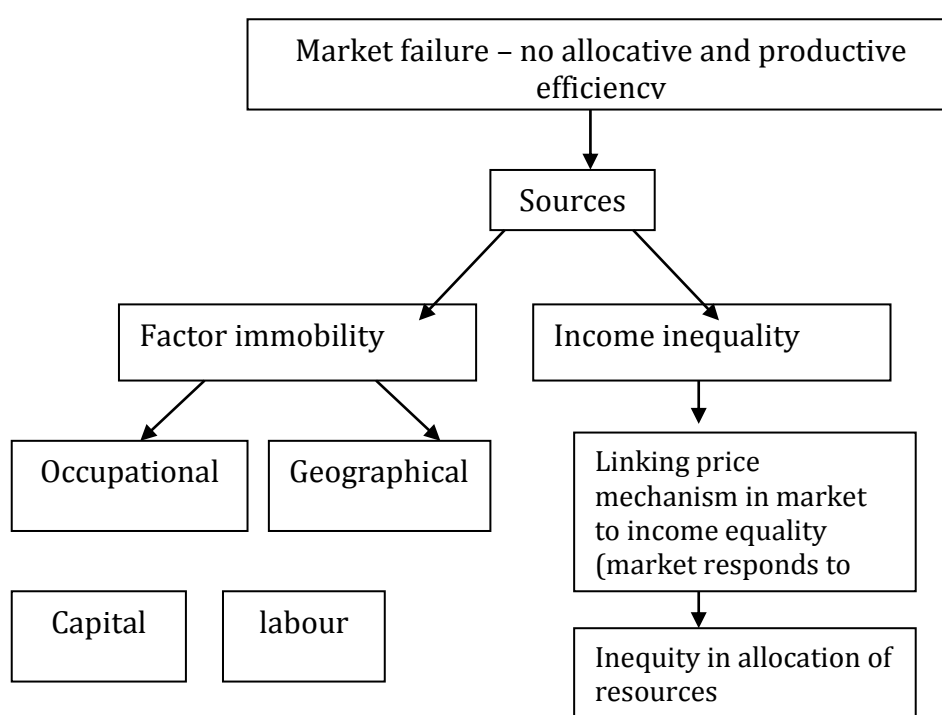 Market failure – no allocative and productive
efficiency
Sources
Factor immobility
Income inequality
Occupational
Geographical
Linking price
mechanism in market
to income equality
(market responds to
Capital
labour
Inequity in allocation of
resources